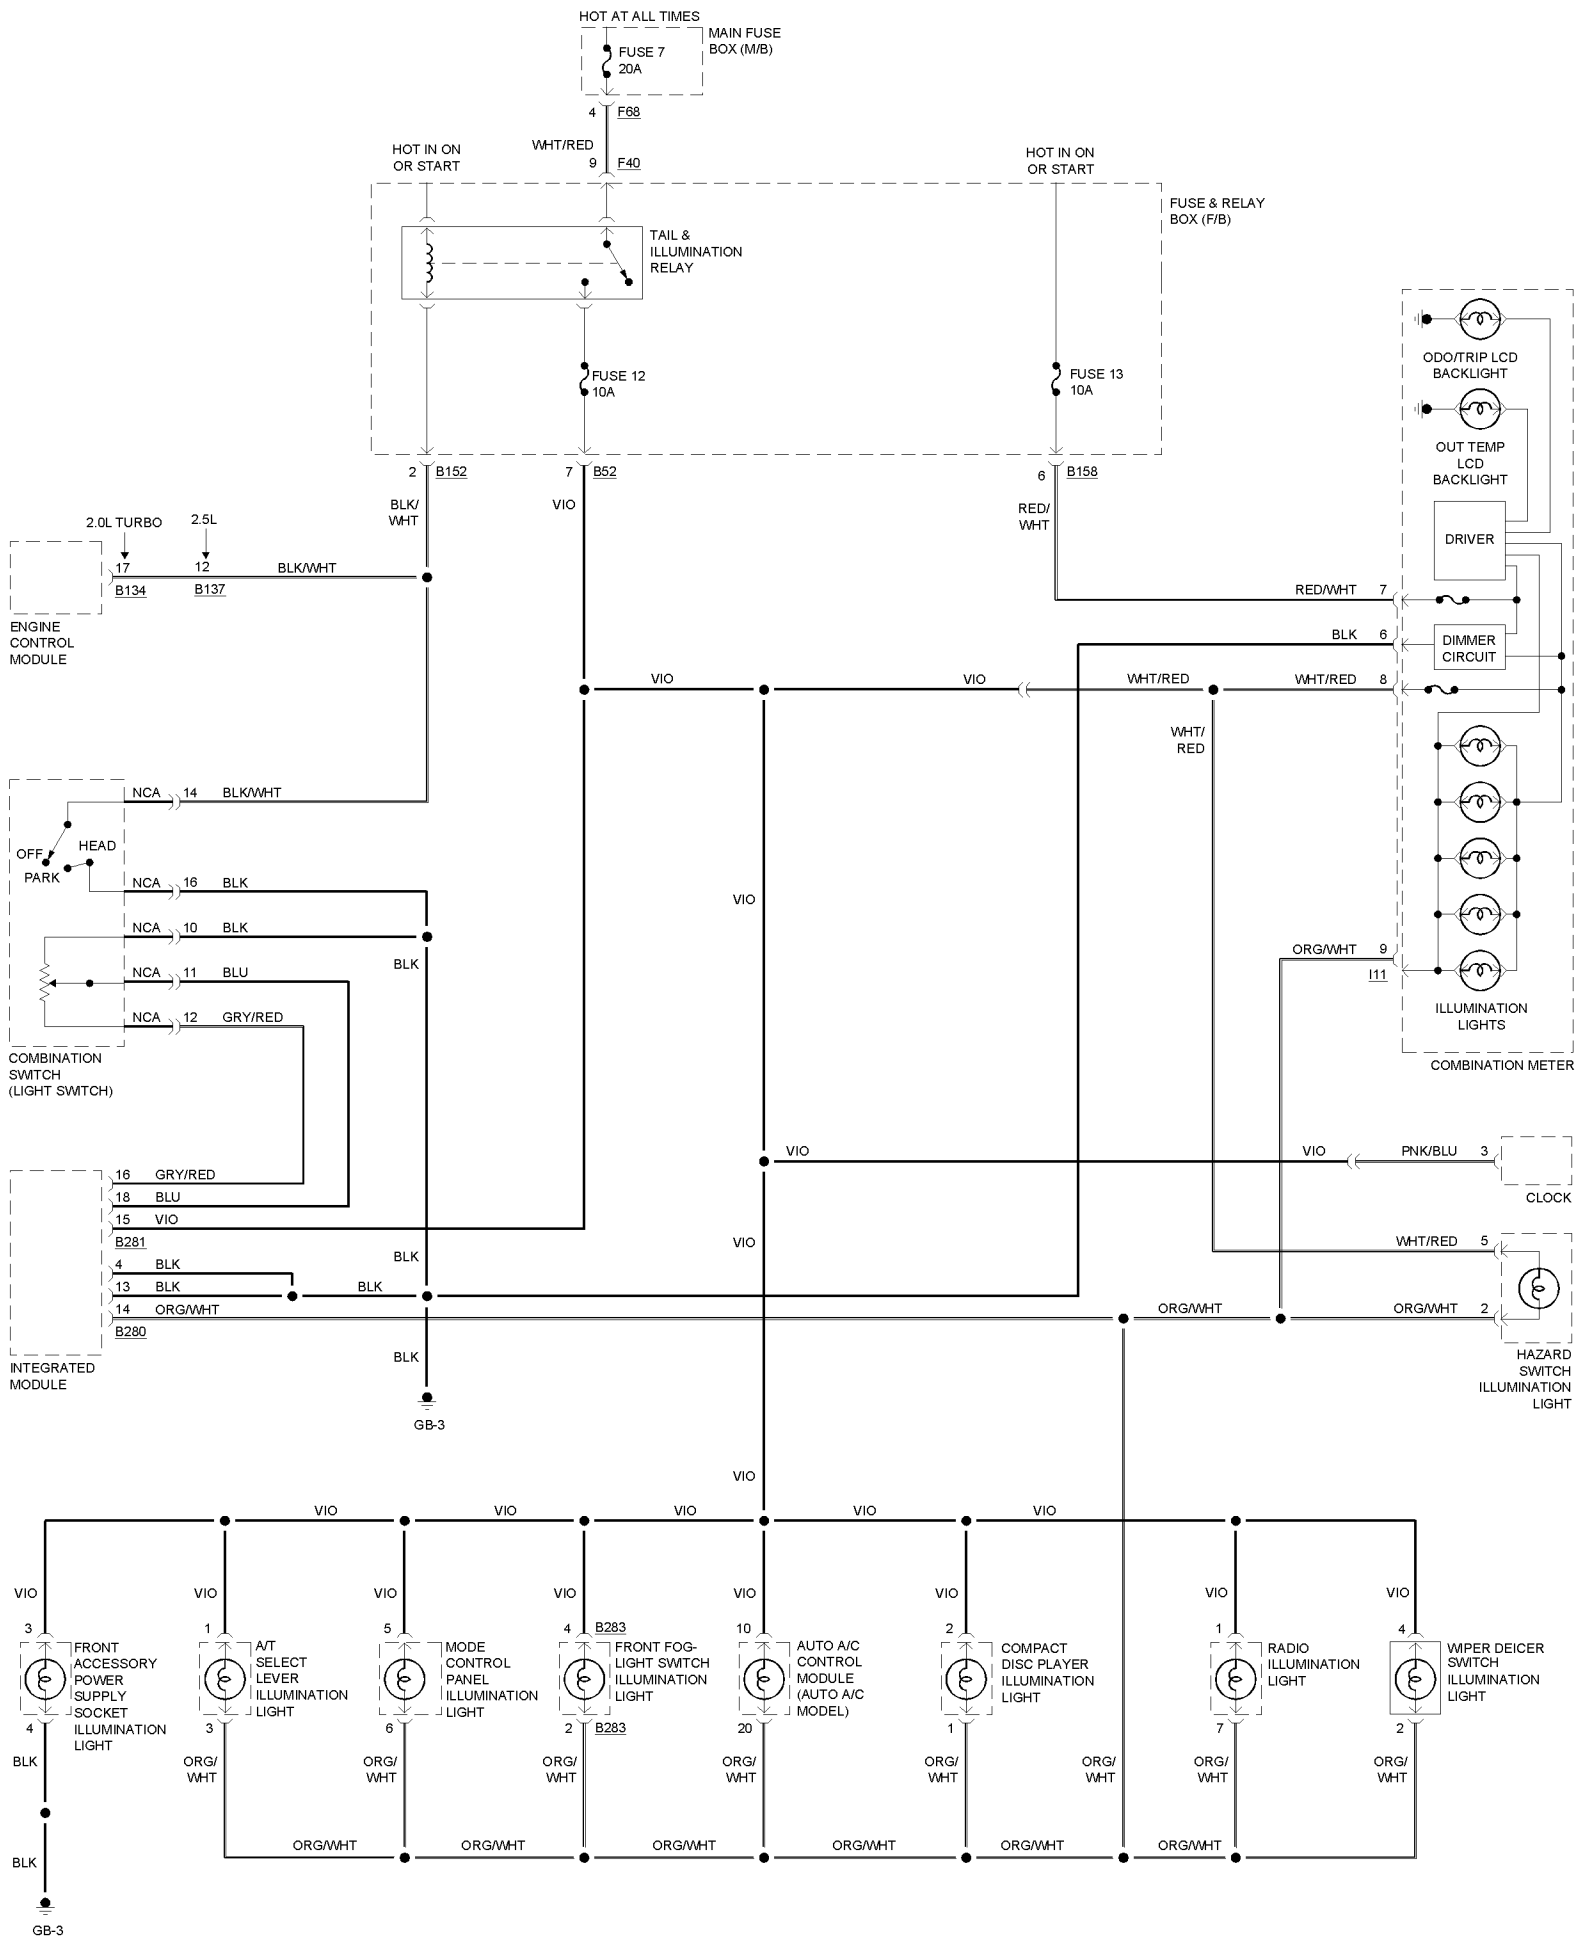 HOT AT ALL TIMES
MAIN FUSE
BOX (M/B)
FUSE 7
20A
4 F68
WHT/RED
9 F40
HOT IN ON
OR START
HOT IN ON
OR START
FUSE & RELAY
BOX (F/B)
TAIL &
ILLUMINATION
RELAY
FUSE 12
10A
FUSE 13
10A
2 B152
7 B52
6 B158
BLK/
WHT
VIO
RED/
WHT
ODO/TRIP LCD
BACKLIGHT
OUT TEMP
LCD
BACKLIGHT
DRIVER
2.0L TURBO
2.5L
17
12
BLK/WHT
B134
B137
ENGINE
CONTROL
MODULE
RED/WHT 7
BLK 6
DIMMER
CIRCUIT
VIO
VIO
WHT/RED
WHT/RED 8
WHT/
RED
NCA 14 BLK/WHT
OFF
HEAD
PARK
NCA 16 BLK
NCA 10 BLK
BLK
NCA 11 BLU
NCA 12 GRY/RED
COMBINATION
SWITCH
(LIGHT SWITCH)
VIO
ORG/WHT 9
I11
ILLUMINATION
LIGHTS
COMBINATION METER
VIO
VIO
PNK/BLU 3
CLOCK
16 GRY/RED
18 BLU
15 VIO
B281
4 BLK
13 BLK
BLK
BLK
14 ORG/WHT
B280
INTEGRATED
MODULE
BLK
GB-3
VIO
WHT/RED 5
ORG/WHT
ORG/WHT 2
HAZARD
SWITCH
ILLUMINATION
LIGHT
VIO
VIO
VIO
VIO
VIO
VIO
VIO
VIO
VIO
VIO
VIO
VIO
VIO
VIO
3
1
5
4 B283
10
2
1
4
FRONT
ACCESSORY
POWER
SUPPLY
SOCKET
ILLUMINATION
LIGHT
A/T
SELECT
LEVER
ILLUMINATION
LIGHT
MODE
CONTROL
PANEL
ILLUMINATION
LIGHT
FRONT FOG-
LIGHT SWITCH
ILLUMINATION
LIGHT
AUTO A/C
CONTROL
MODULE
(AUTO A/C
MODEL)
COMPACT
DISC PLAYER
ILLUMINATION
LIGHT
RADIO
ILLUMINATION
LIGHT
WIPER DEICER
SWITCH
ILLUMINATION
LIGHT
4
3
6
2 B283
20
1
7
2
BLK
ORG/
WHT
ORG/
WHT
ORG/
WHT
ORG/
WHT
ORG/
WHT
ORG/
WHT
ORG/
WHT
ORG/
WHT
ORG/WHT
ORG/WHT
ORG/WHT
ORG/WHT
ORG/WHT
ORG/WHT
BLK
GB-3